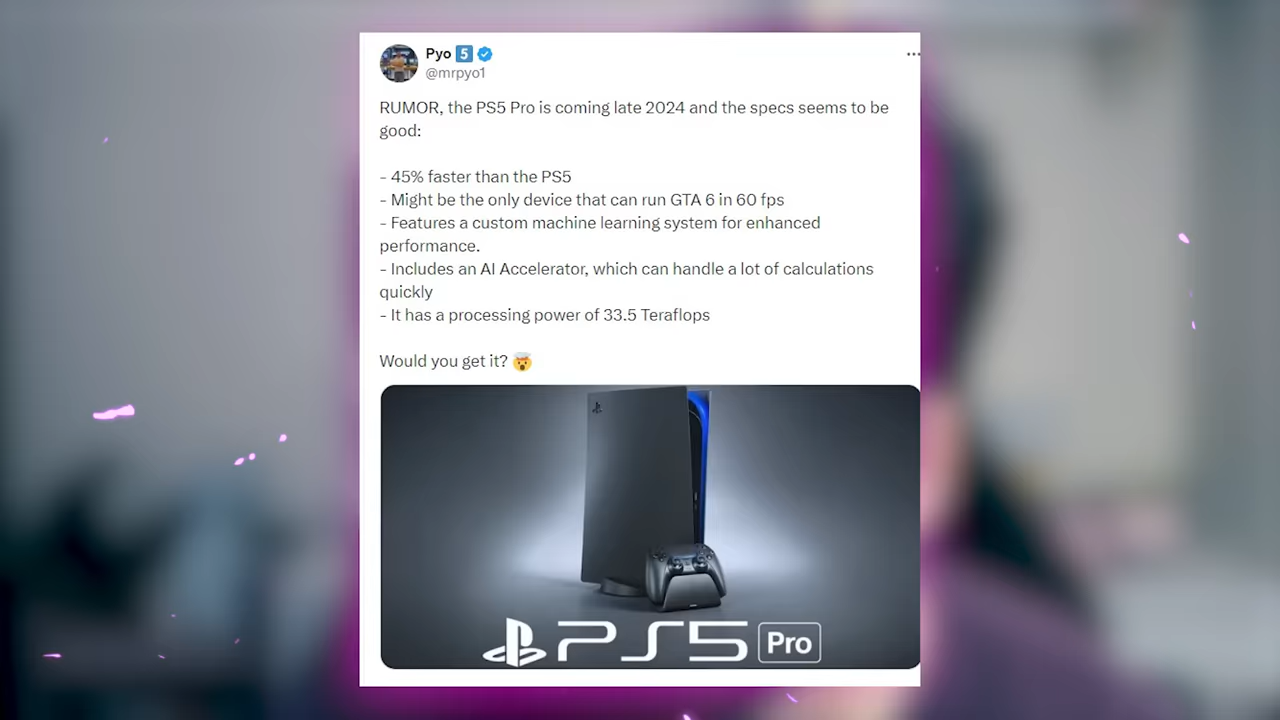 Pyo 5️⃣
@mrpyo1
RUMOR, the PS5 Pro is coming late 2024 and the specs seems to be
good:
- 45% faster than the PS5
- Might be the only device that can run GTA 6 in 60 fps
- Features a custom machine learning system for enhanced
performance.
- Includes an AI Accelerator, which can handle a lot of calculations
quickly
- It has a processing power of 33.5 Teraflops
Would you get it? 🤯
PS5 Pro